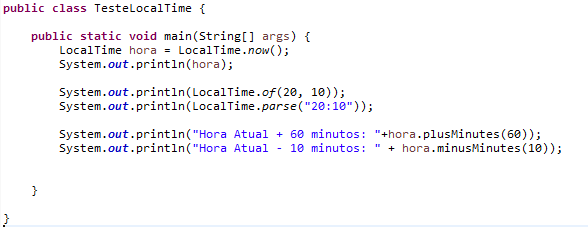 public class TesteLocalTime {
public static void main(String[] args) {
LocalTime hora = LocalTime.now();
System.out.println(hora);
System.out.println(LocalTime.of(20, 10));
System.out.println(LocalTime.parse("20:10"));
System.out.println("Hora Atual + 60 minutos: "+hora.plusMinutes(60));
System.out.println("Hora Atual - 10 minutos: " + hora.minusMinutes(10));
}
}